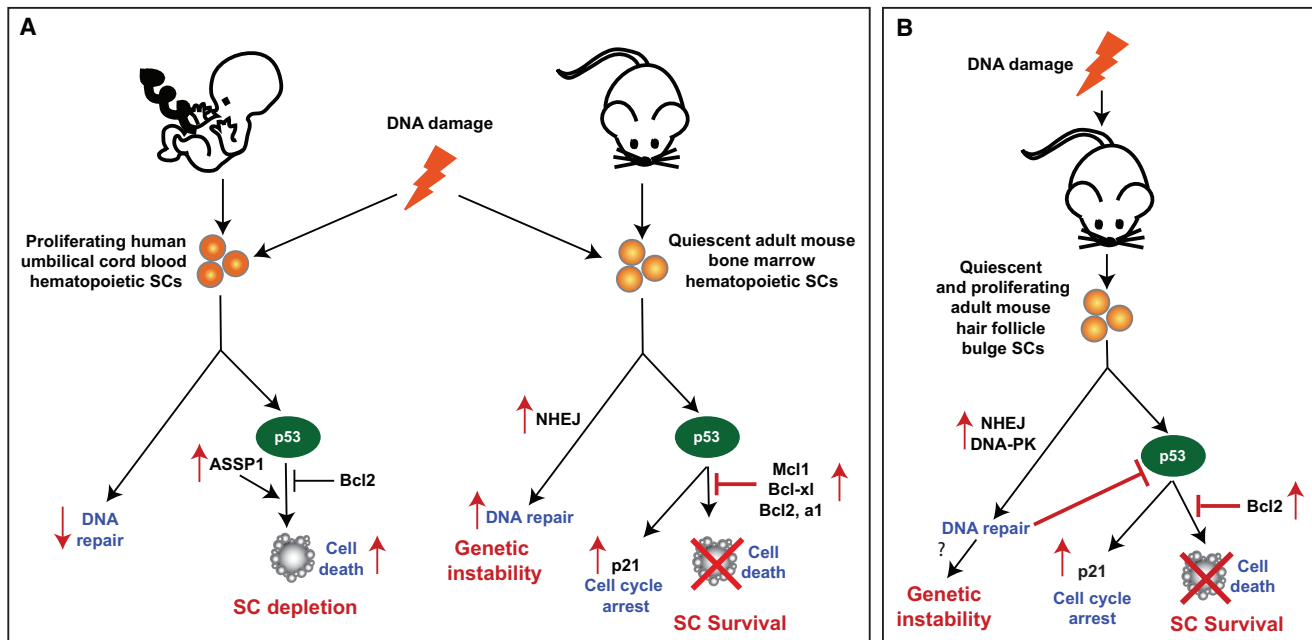 A
DNA damage
Proliferating human
umbilical cord blood
hematopoietic SCs
Quiescent adult mouse
bone marrow
hematopoietic SCs
p53
ASSP1
Bcl2
DNA
repair
Cell
death
SC depletion
NHEJ
p53
Mcl1
Bcl-xl
Bcl2, a1
DNA repair
Genetic
instability
p21
Cell cycle
arrest
Cell
death
SC Survival
B
DNA damage
Quiescent
and proliferating
adult mouse
hair follicle
bulge SCs
NHEJ
DNA-PK
p53
Bcl2
DNA repair
?
Genetic
instability
p21
Cell cycle
arrest
Cell
death
SC Survival